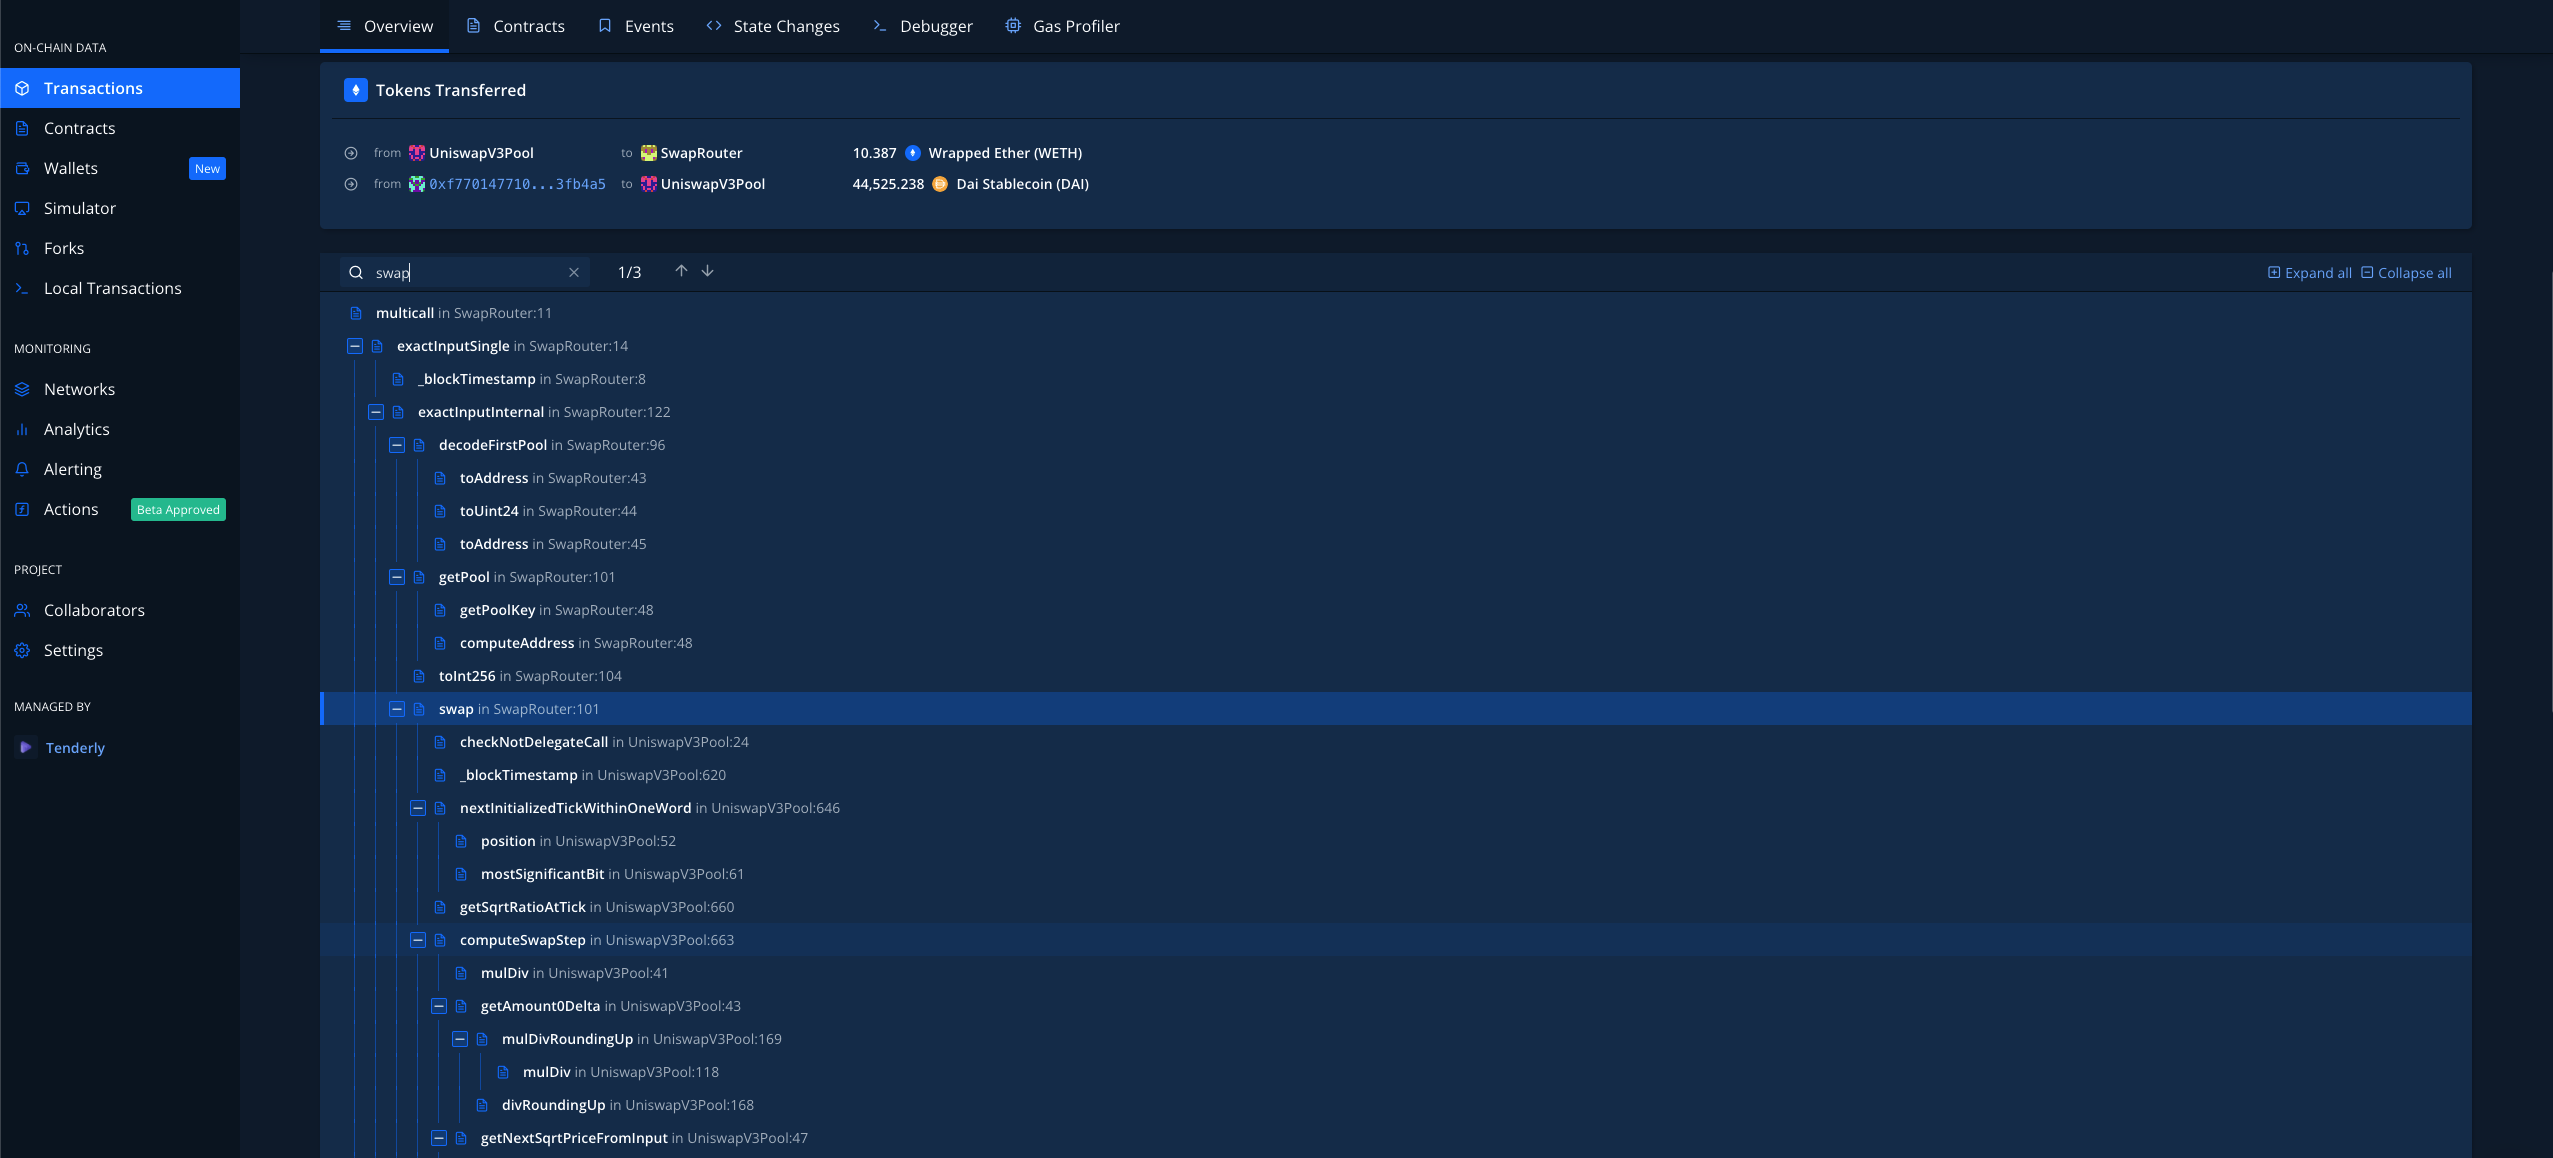 ON-CHAIN DATA
Transactions
Contracts
Wallets New
Simulator
Forks
Local Transactions
MONITORING
Networks
Analytics
Alerting
Actions Beta Approved
PROJECT
Collaborators
Settings
MANAGED BY
Tenderly
Overview Contracts Events State Changes Debugger Gas Profiler
Tokens Transferred
from UniswapV3Pool to SwapRouter 10.387 Wrapped Ether (WETH)
from 0xf770147710...3fb4a5 to UniswapV3Pool 44,525.238 Dai Stablecoin (DAI)
swap 1/3 Expand all Collapse all
multicall in SwapRouter:11
exactInputSingle in SwapRouter:14
_blockTimestamp in SwapRouter:8
exactInputInternal in SwapRouter:122
decodeFirstPool in SwapRouter:96
toAddress in SwapRouter:43
toUint24 in SwapRouter:44
toAddress in SwapRouter:45
getPool in SwapRouter:101
getPoolKey in SwapRouter:48
computeAddress in SwapRouter:48
toInt256 in SwapRouter:104
swap in SwapRouter:101
checkNotDelegateCall in UniswapV3Pool:24
_blockTimestamp in UniswapV3Pool:620
nextInitializedTickWithinOneWord in UniswapV3Pool:646
position in UniswapV3Pool:52
mostSignificantBit in UniswapV3Pool:61
getSqrtRatioAtTick in UniswapV3Pool:660
computeSwapStep in UniswapV3Pool:663
mulDiv in UniswapV3Pool:41
getAmount0Delta in UniswapV3Pool:43
mulDivRoundingUp in UniswapV3Pool:169
mulDiv in UniswapV3Pool:118
divRoundingUp in UniswapV3Pool:168
getNextSqrtPriceFromInput in UniswapV3Pool:47